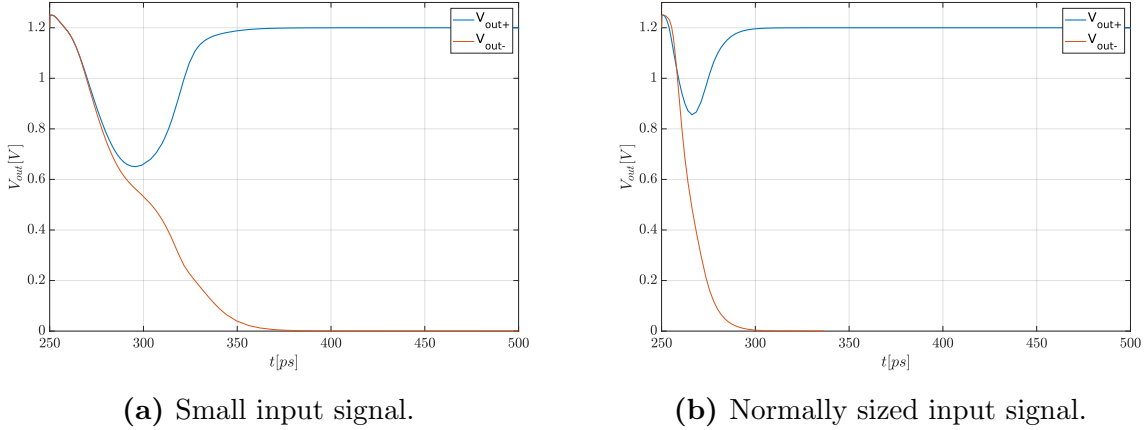 1.2
1
0.8
0.6
0.4
0.2
0
V_out[V]
250
300
350
400
450
500
t[ps]
V_out+
V_out-
(a) Small input signal.
1.2
1
0.8
0.6
0.4
0.2
0
V_out[V]
250
300
350
400
450
500
t[ps]
V_out+
V_out-
(b) Normally sized input signal.